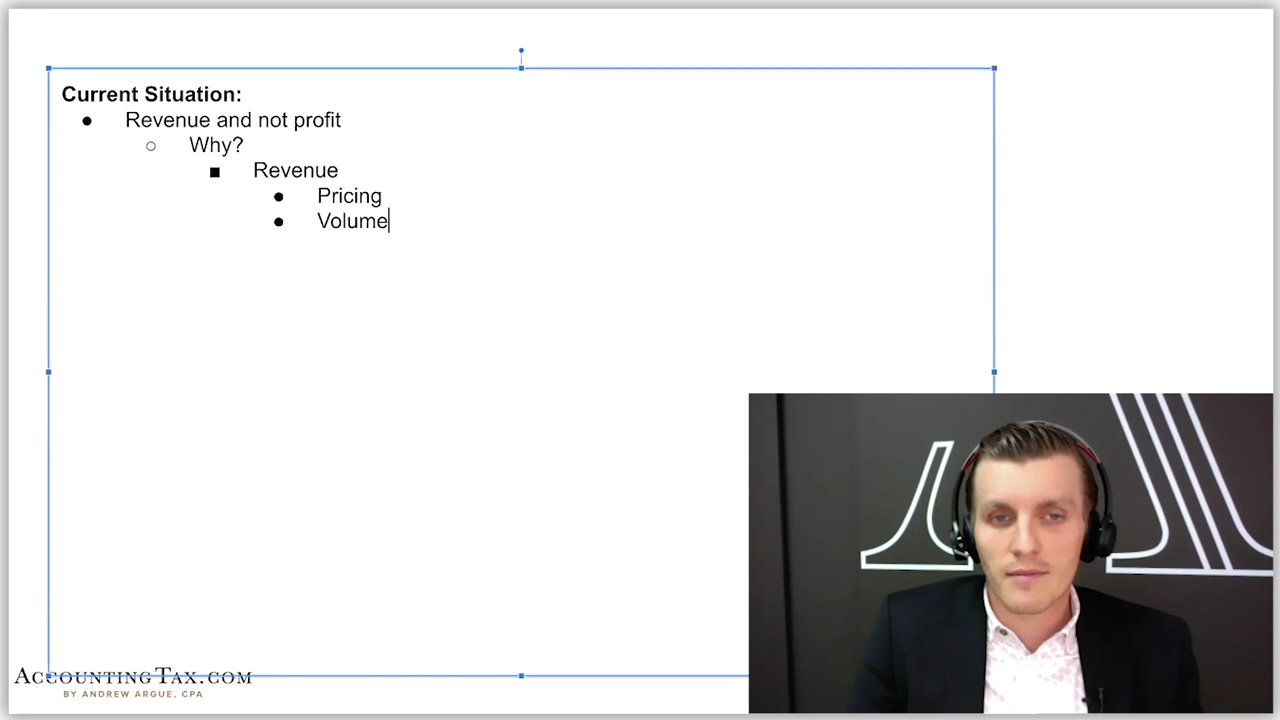 Current Situation:
● Revenue and not profit
○ Why?
■ Revenue
● Pricing
● Volume
ACCOUNTINGTAX.COM
BY ANDREW ARGUE, CPA